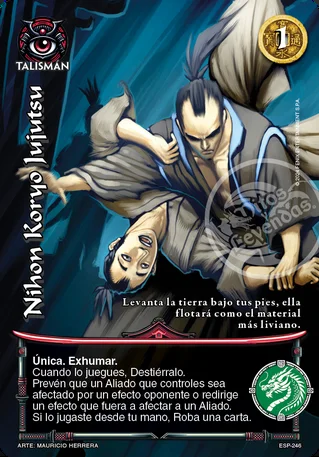 TALISMÁN
1
Nihon Koryo Jujutsu
Mitos y
Leyendas
Levanta la tierra bajo tus pies, ella
flotará como el material
más liviano.
Única. Exhumar.
Cuando lo juegues, Destiérralo.
Prevén que un Aliado que controles sea
afectado por un efecto oponente o redirige
un efecto que fuera a afectar a un Aliado.
Si lo jugaste desde tu mano, Roba una carta.
ARTE: MAURICIO HERRERA
ESP-246